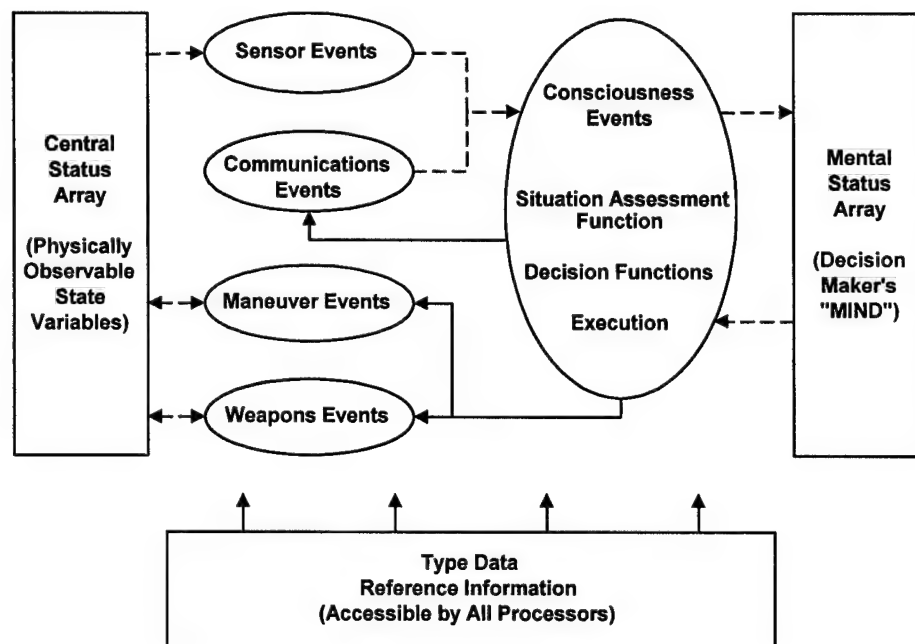 Central
Status
Array
(Physically
Observable
State
Variables)
Sensor Events
Communications
Events
Maneuver Events
Weapons Events
Consciousness
Events
Situation Assessment
Function
Decision Functions
Execution
Mental
Status
Array
(Decision
Maker's
"MIND")
Type Data
Reference Information
(Accessible by All Processors)